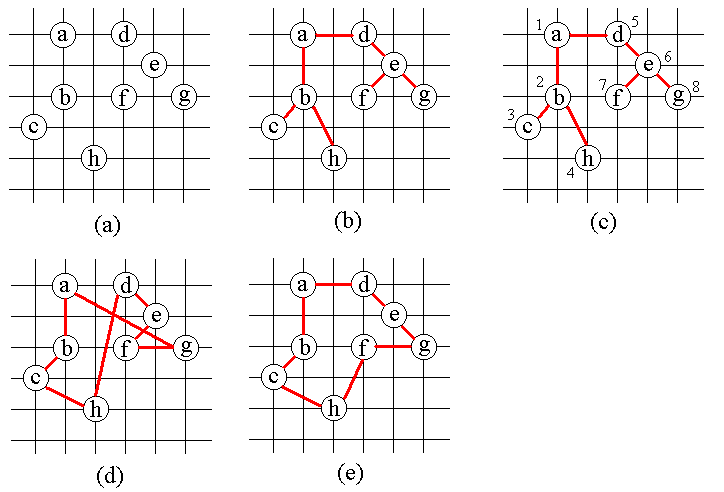 a d
e
b f g
c
h
(a)
a d
e
b f g
c
h
(b)
1 a d 5
e 6
2 b 7 f g 8
3 c
4 h
(c)
a d
e
b f g
c
h
(d)
a d
e
b f g
c
h
(e)